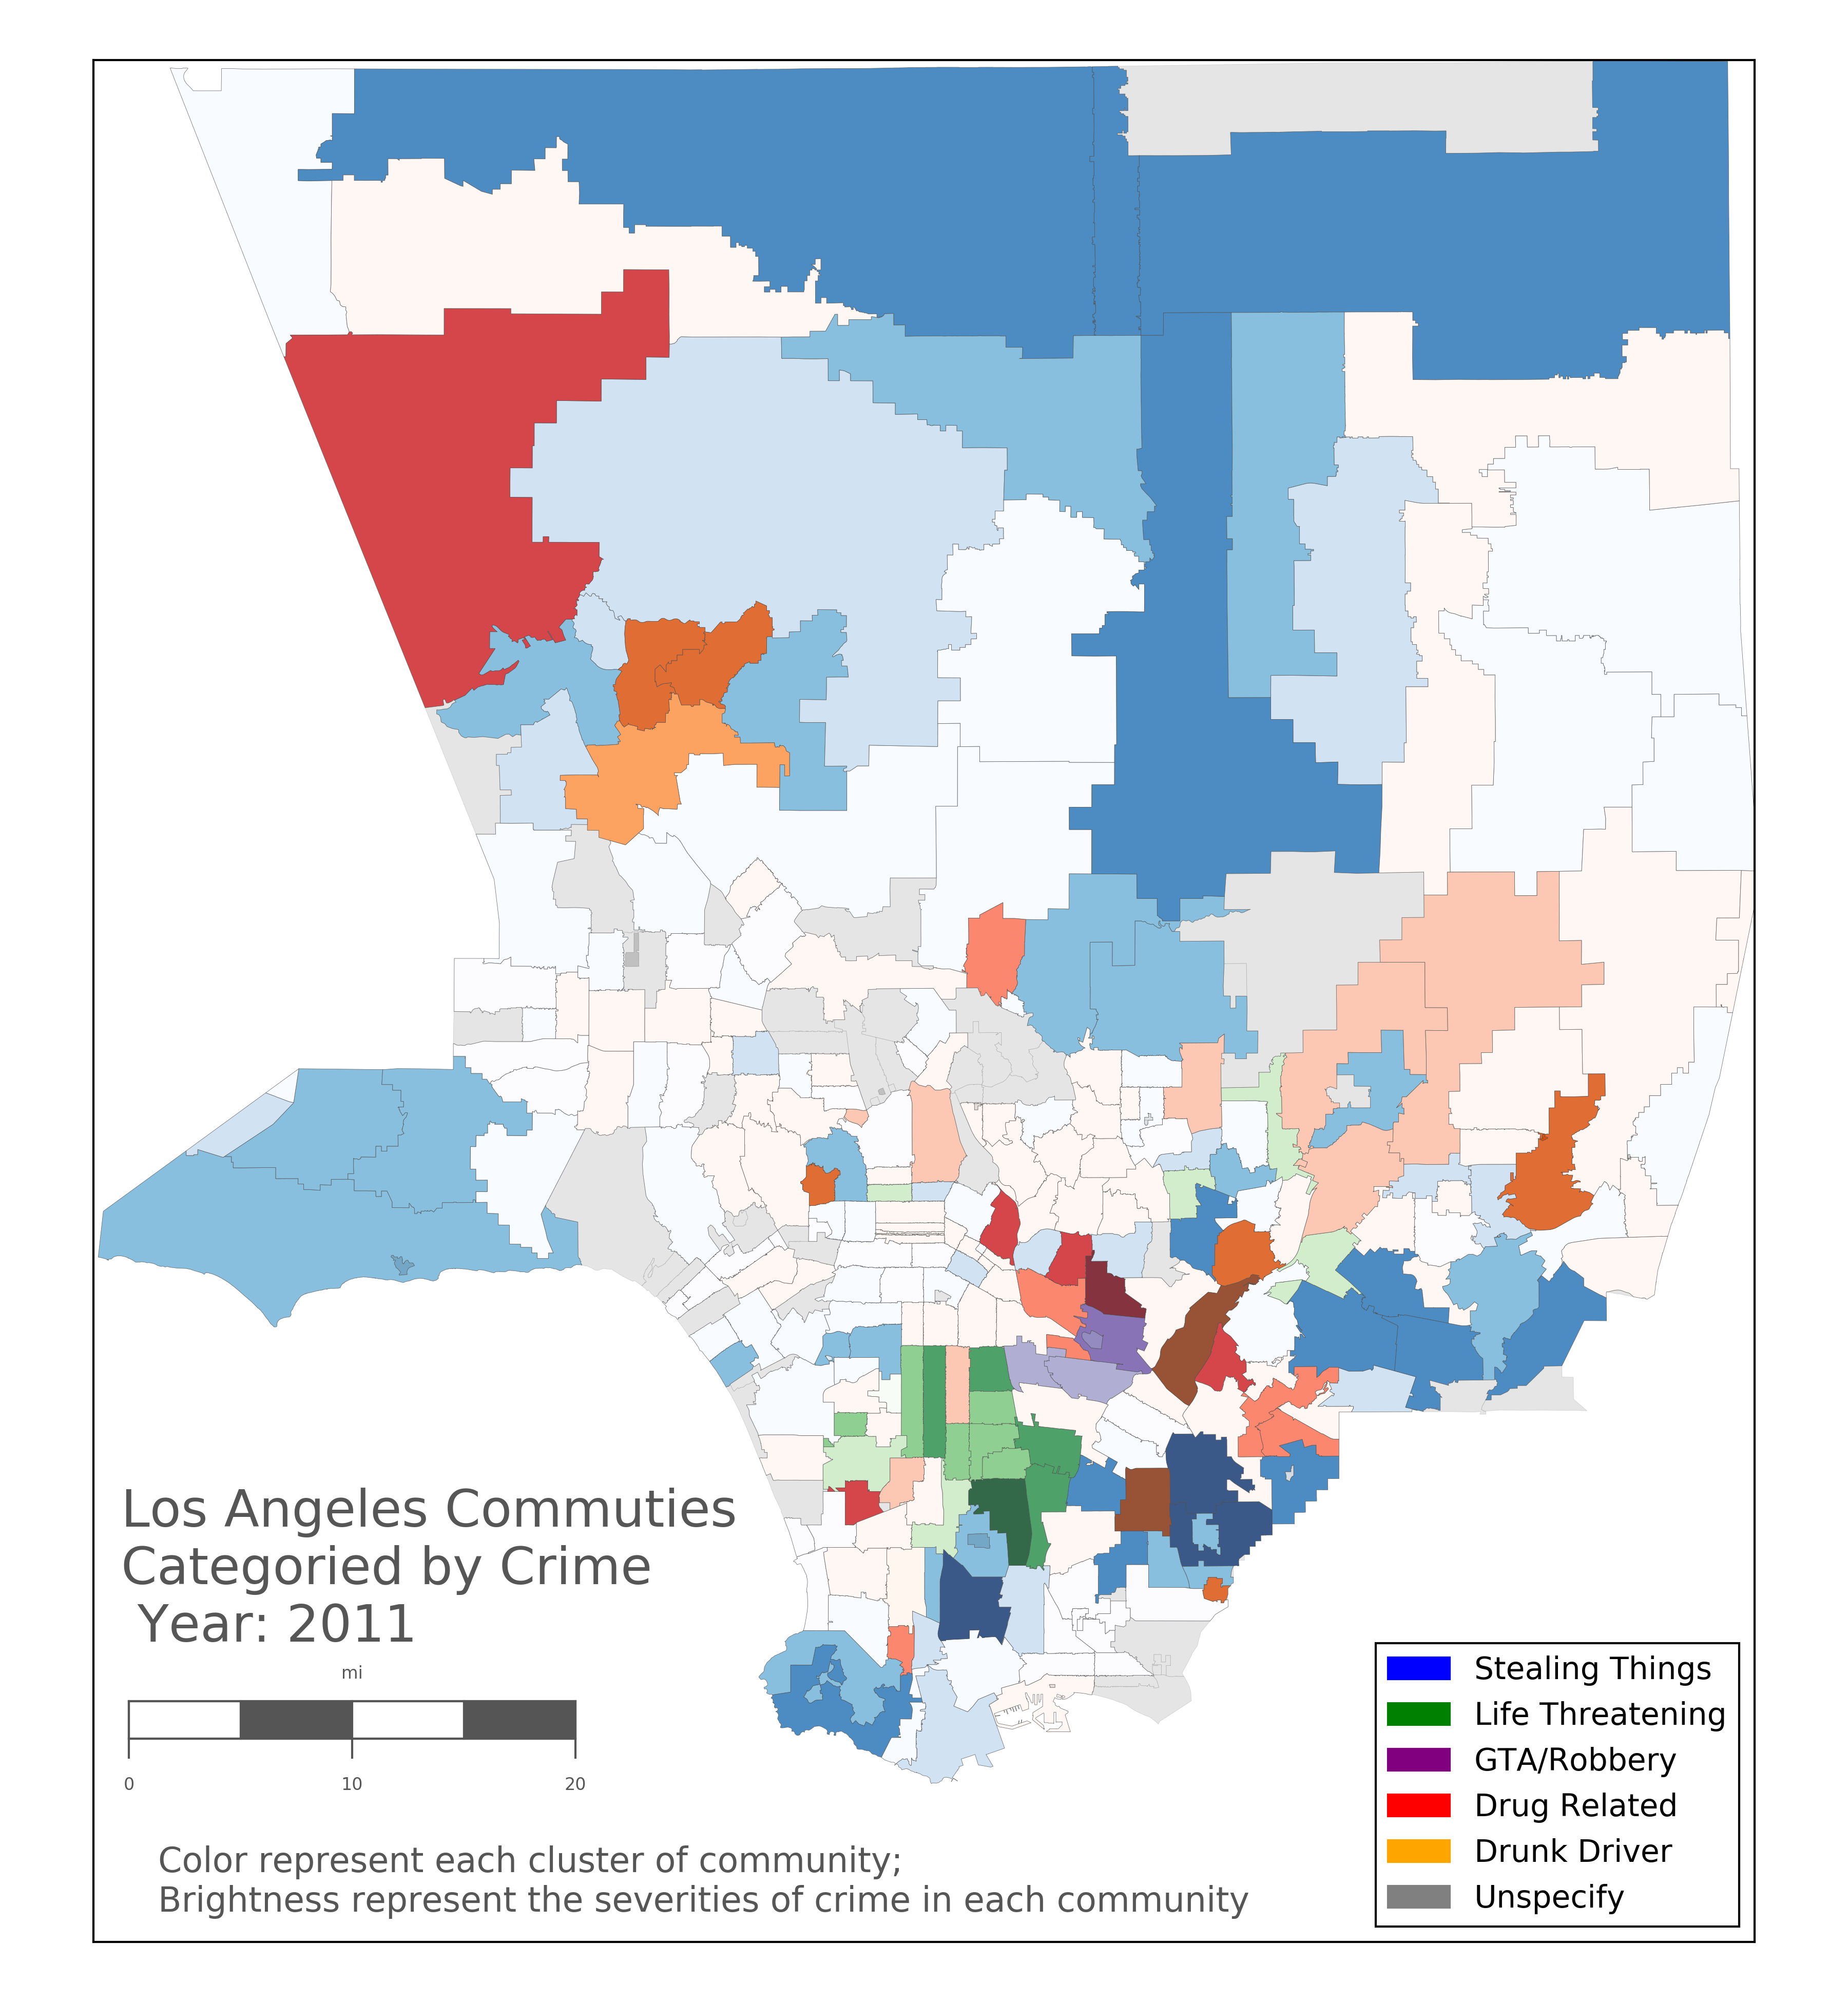 Los Angeles Commuties
Categoried by Crime
Year: 2011
mi
0 10 20
Color represent each cluster of community;
Brightness represent the severities of crime in each community
Stealing Things
Life Threatening
GTA/Robbery
Drug Related
Drunk Driver
Unspecify